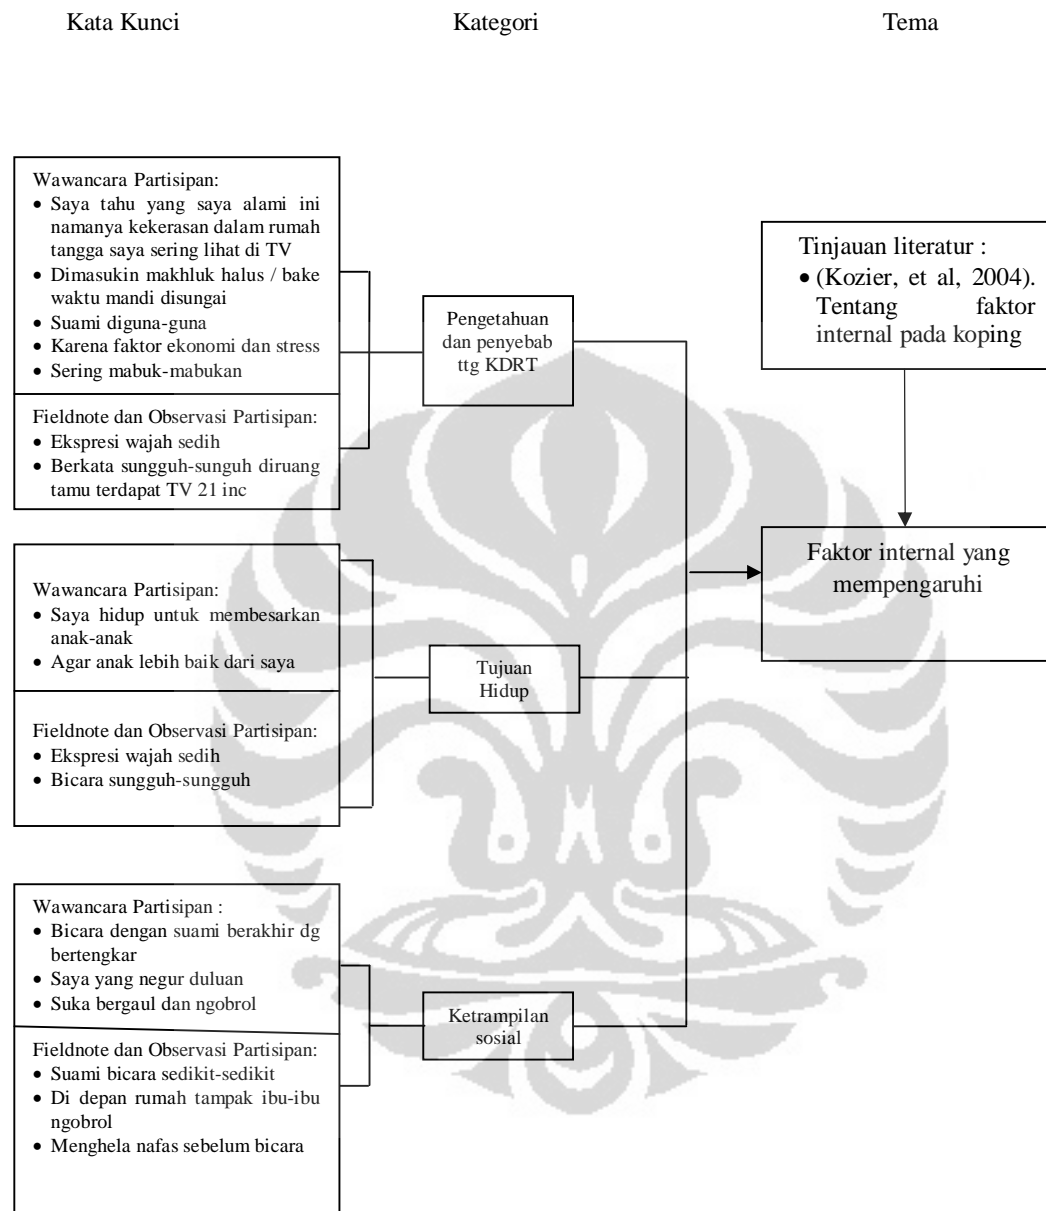 Kata Kunci
Kategori
Tema
Wawancara Partisipan:
• Saya tahu yang saya alami ini
namanya kekerasan dalam rumah
tangga saya sering lihat di TV
• Dimasukin makhluk halus / bake
waktu mandi disungai
• Suami diguna-guna
• Karena faktor ekonomi dan stress
• Sering mabuk-mabukan
Fieldnote dan Observasi Partisipan:
• Ekspresi wajah sedih
• Berkata sungguh-sunguh diruang
tamu terdapat TV 21 inc
Pengetahuan
dan penyebab
ttg KDRT
Tinjauan literatur :
• (Kozier, et al, 2004).
Tentang faktor
internal pada koping
Faktor internal yang
mempengaruhi
Wawancara Partisipan:
• Saya hidup untuk membesarkan
anak-anak
• Agar anak lebih baik dari saya
Fieldnote dan Observasi Partisipan:
• Ekspresi wajah sedih
• Bicara sungguh-sungguh
Tujuan
Hidup
Wawancara Partisipan :
• Bicara dengan suami berakhir dg
bertengkar
• Saya yang negur duluan
• Suka bergaul dan ngobrol
Fieldnote dan Observasi Partisipan:
• Suami bicara sedikit-sedikit
• Di depan rumah tampak ibu-ibu
ngobrol
• Menghela nafas sebelum bicara
Ketrampilan
sosial